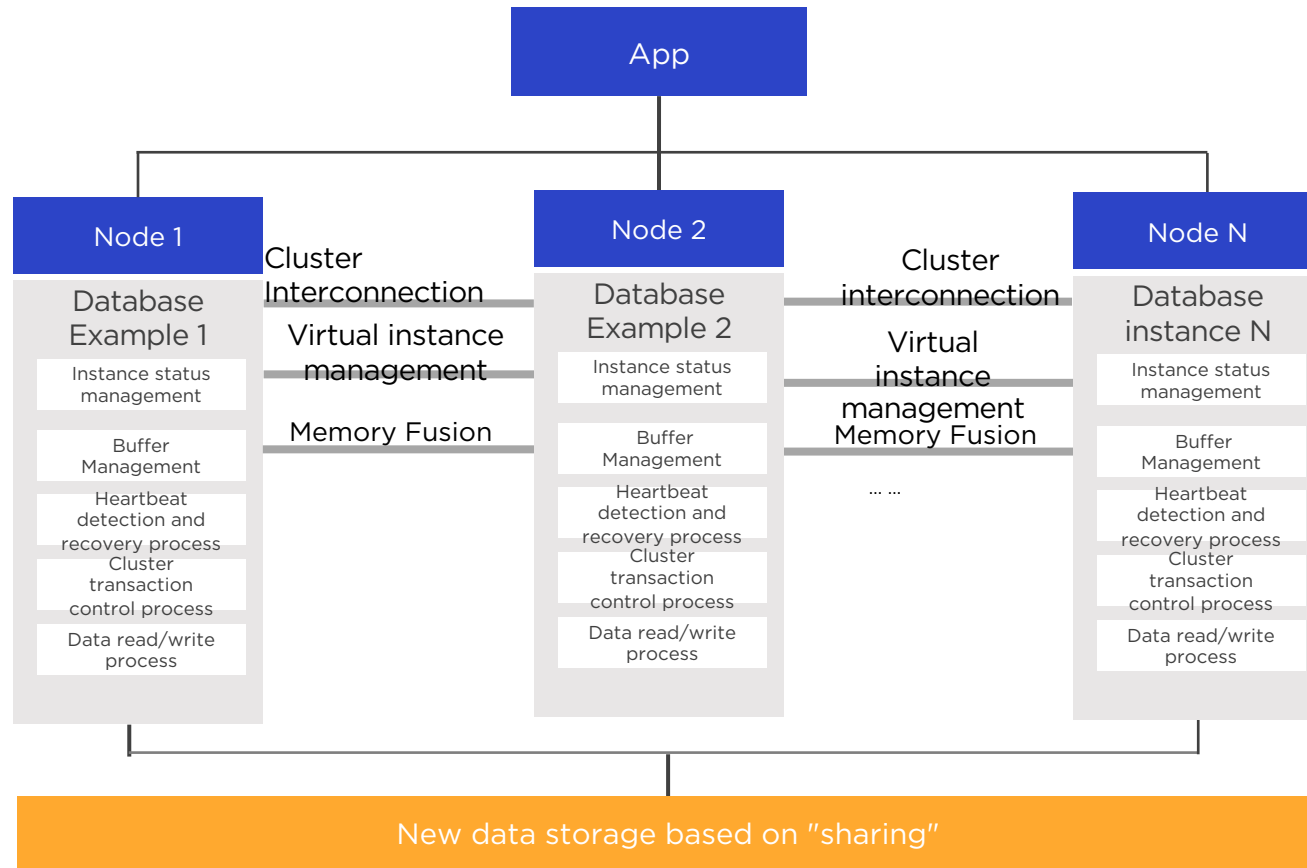 App
Node 1
Node 2
Node N
Cluster
Interconnection
Cluster
interconnection
Database
Example 1
Database
Example 2
Database
instance N
Virtual instance
management
Virtual
instance
management
Instance status
management
Instance status
management
Instance status
management
Memory Fusion
Memory Fusion
Buffer
Management
Buffer
Management
Buffer
Management
... ...
Heartbeat
detection and
recovery process
Heartbeat
detection and
recovery process
Heartbeat
detection and
recovery process
Cluster
transaction
control process
Cluster
transaction
control process
Cluster
transaction
control process
Data read/write
process
Data read/write
process
Data read/write
process
New data storage based on "sharing"